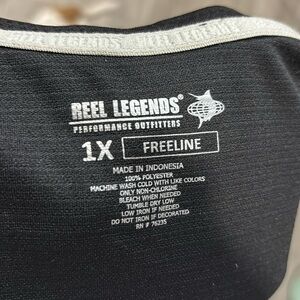 REEL LEGENDS REEL LEGENDS
REEL LEGENDS®
PERFORMANCE OUTFITTERS
1X FREELINE
MADE IN INDONESIA
100% POLYESTER
MACHINE WASH COLD WITH LIKE COLORS
ONLY NON-CHLORINE
BLEACH WHEN NEEDED
TUMBLE DRY LOW
LOW IRON IF NEEDED
DO NOT IRON IF DECORATED
RN # 76235